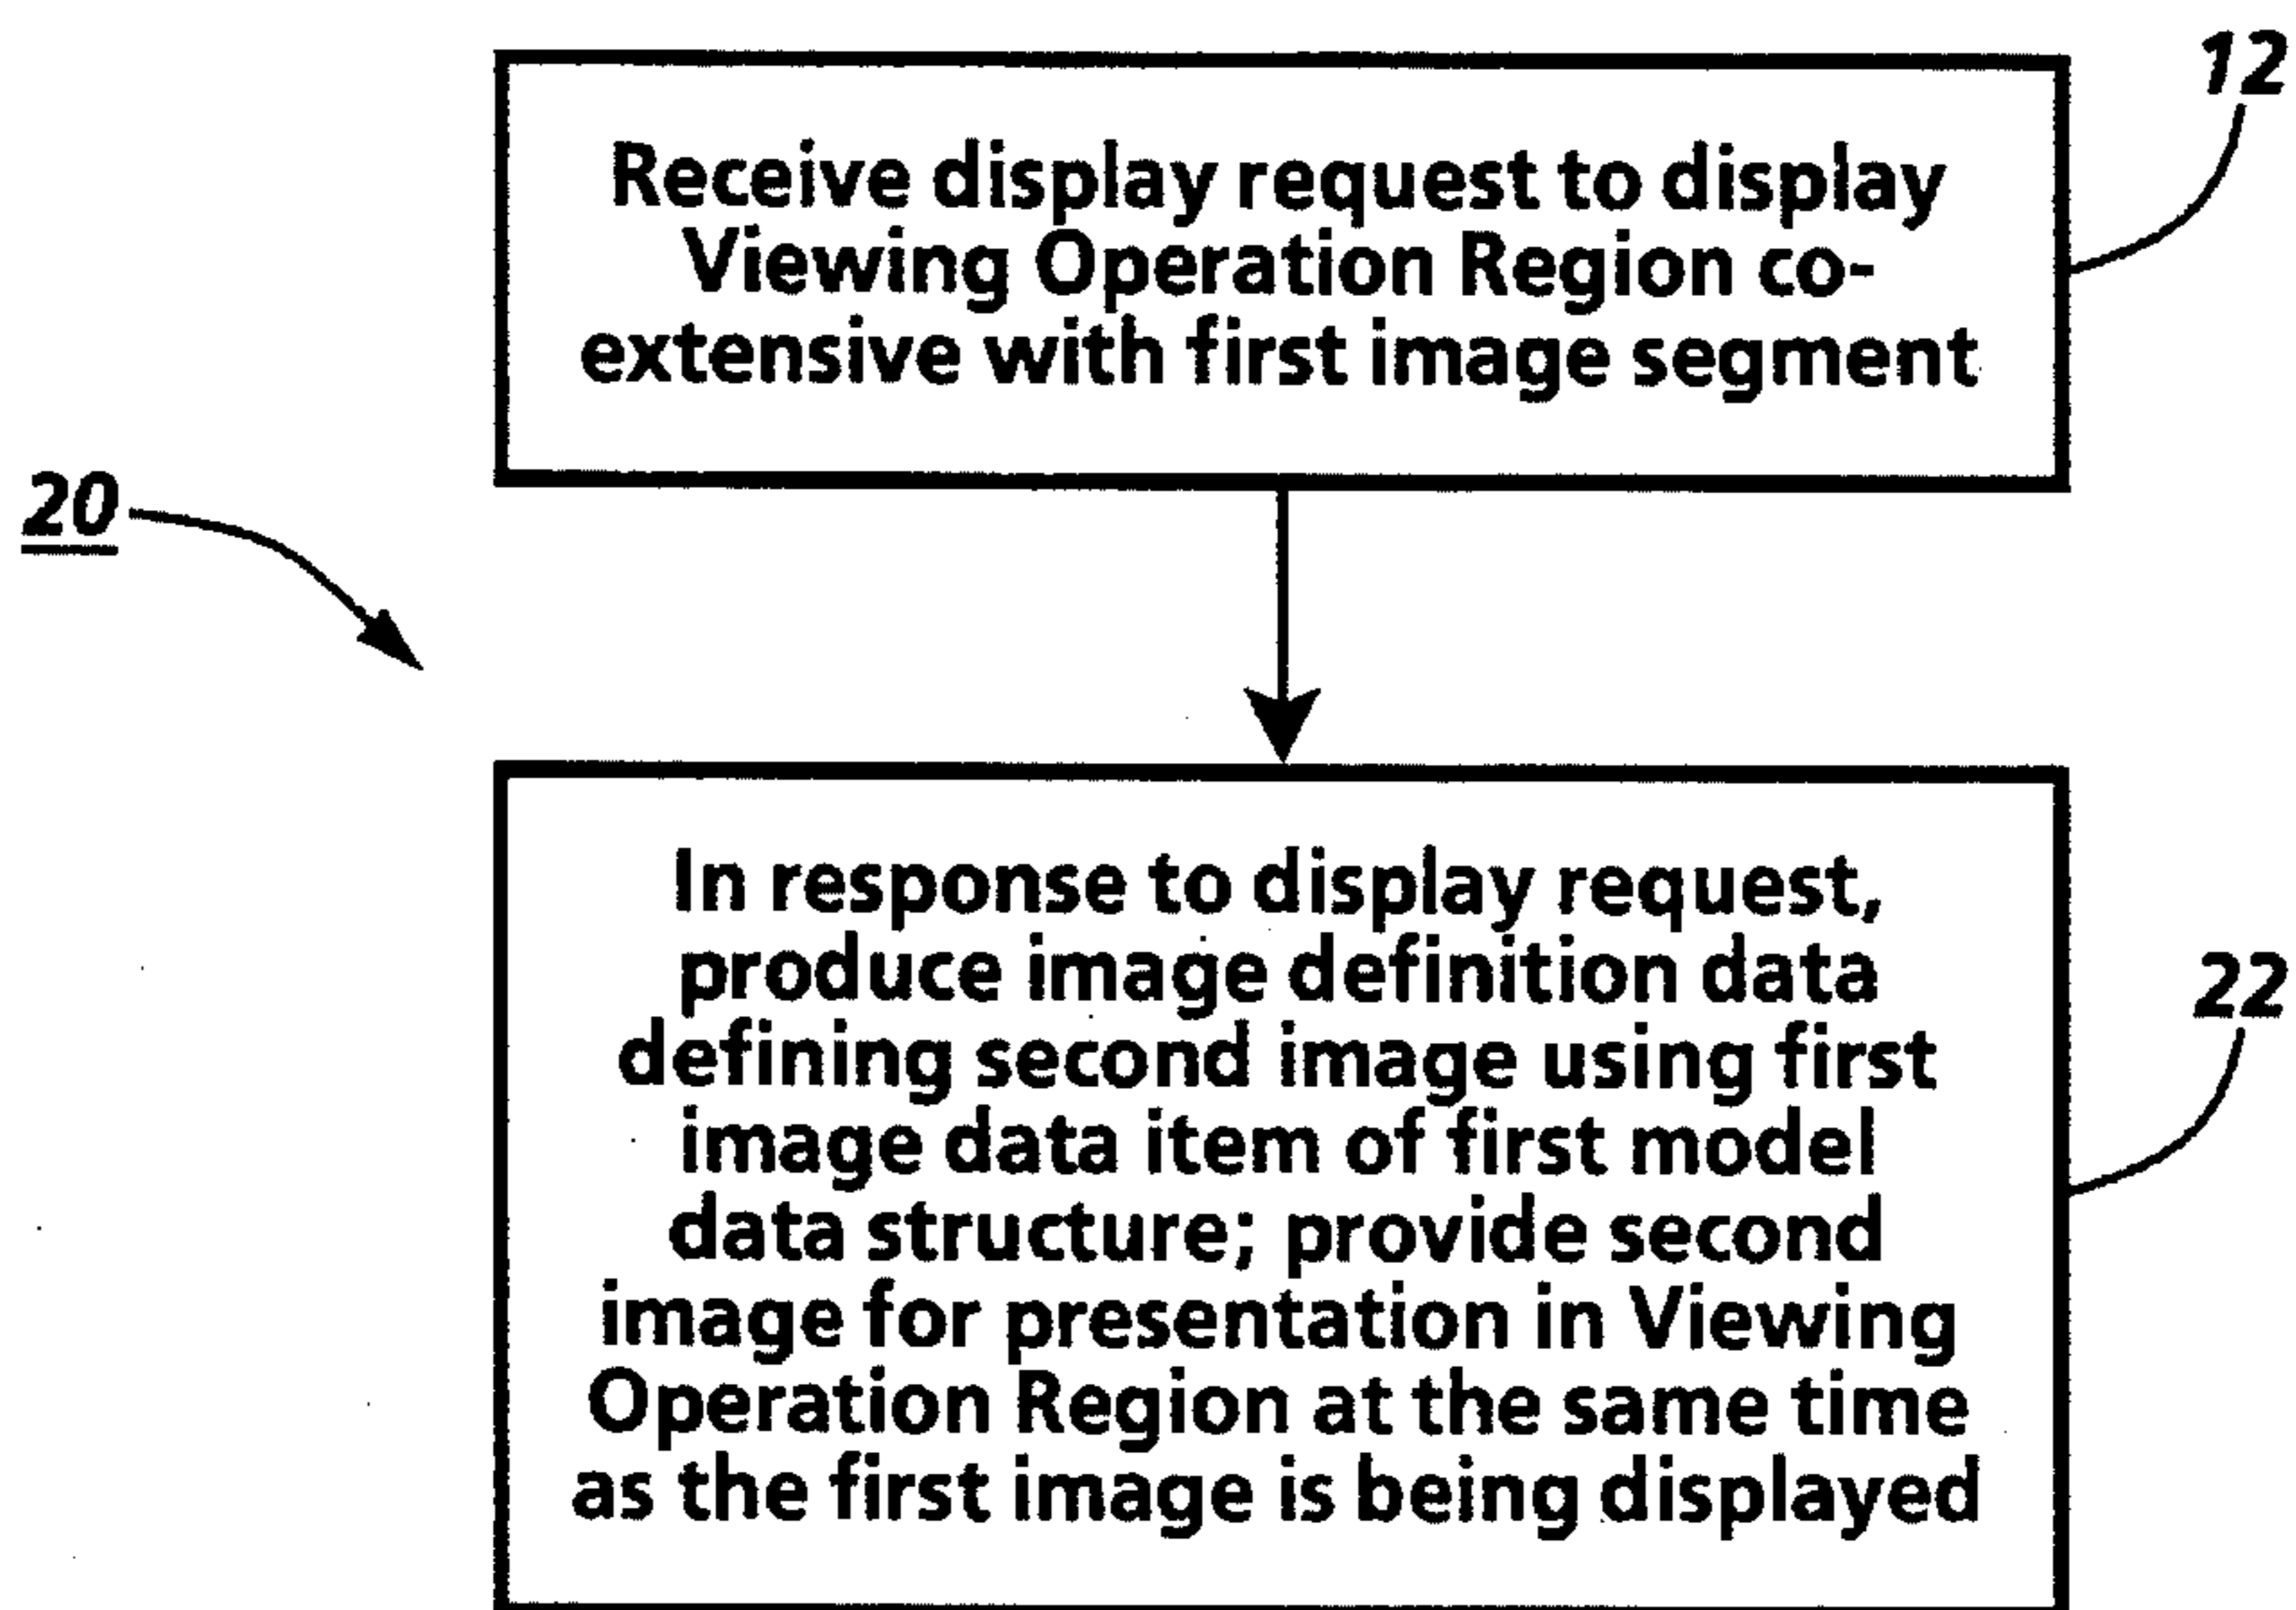 12
Receive display request to display
Viewing Operation Region co-
extensive with first image segment
20
In response to display request,
produce image definition data
defining second image using first
image data item of first model
data structure; provide second
image for presentation in Viewing
Operation Region at the same time
as the first image is being displayed
22